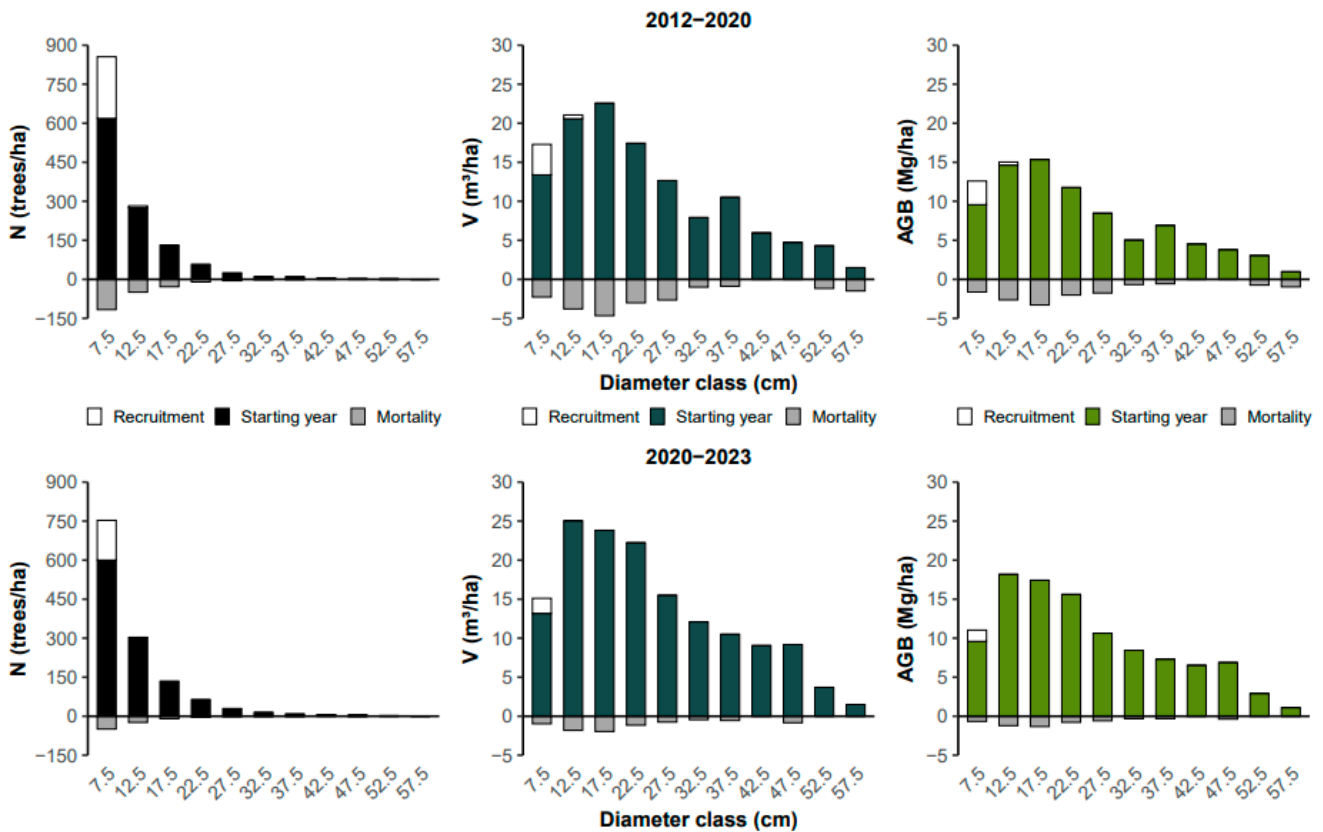 2012−2020
N (trees/ha)
900
750
600
450
300
150
0
−150
7.5 12.5 17.5 22.5 27.5 32.5 37.5 42.5 47.5 52.5 57.5
V (m³/ha)
30
25
20
15
10
5
0
−5
7.5 12.5 17.5 22.5 27.5 32.5 37.5 42.5 47.5 52.5 57.5
AGB (Mg/ha)
30
25
20
15
10
5
0
−5
7.5 12.5 17.5 22.5 27.5 32.5 37.5 42.5 47.5 52.5 57.5
Diameter class (cm)
Recruitment Starting year Mortality
Recruitment Starting year Mortality
Recruitment Starting year Mortality
2020−2023
N (trees/ha)
900
750
600
450
300
150
0
−150
7.5 12.5 17.5 22.5 27.5 32.5 37.5 42.5 47.5 52.5 57.5
V (m³/ha)
30
25
20
15
10
5
0
−5
7.5 12.5 17.5 22.5 27.5 32.5 37.5 42.5 47.5 52.5 57.5
AGB (Mg/ha)
30
25
20
15
10
5
0
−5
7.5 12.5 17.5 22.5 27.5 32.5 37.5 42.5 47.5 52.5 57.5
Diameter class (cm)